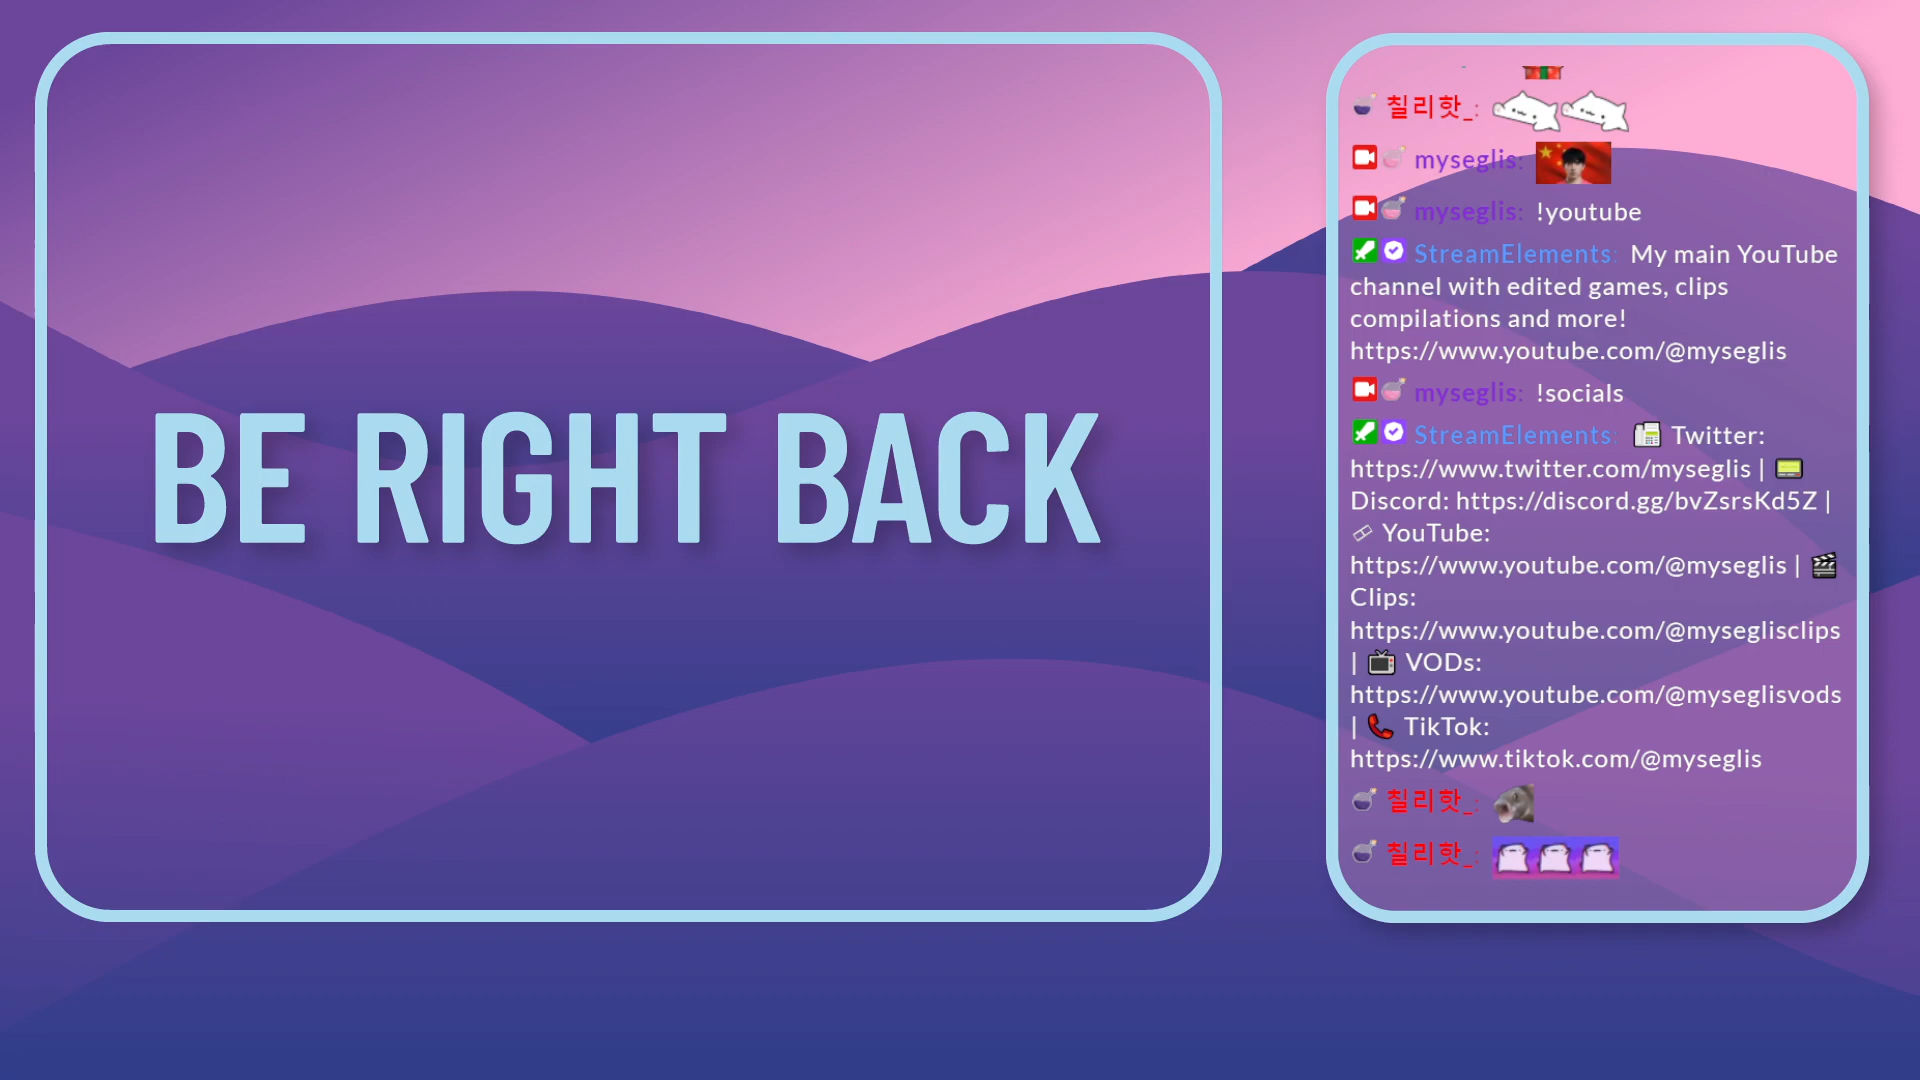 BE RIGHT BACK
칠리핫_:
myseglis:
myseglis: !youtube
StreamElements: My main YouTube
channel with edited games, clips
compilations and more!
https://www.youtube.com/@myseglis
myseglis: !socials
StreamElements: Twitter:
https://www.twitter.com/myseglis |
Discord: https://discord.gg/bvZsrsKd5Z |
YouTube:
https://www.youtube.com/@myseglis |
Clips:
https://www.youtube.com/@myseglisclips
| VODs:
https://www.youtube.com/@myseglisvods
| TikTok:
https://www.tiktok.com/@myseglis
칠리핫_:
칠리핫_: